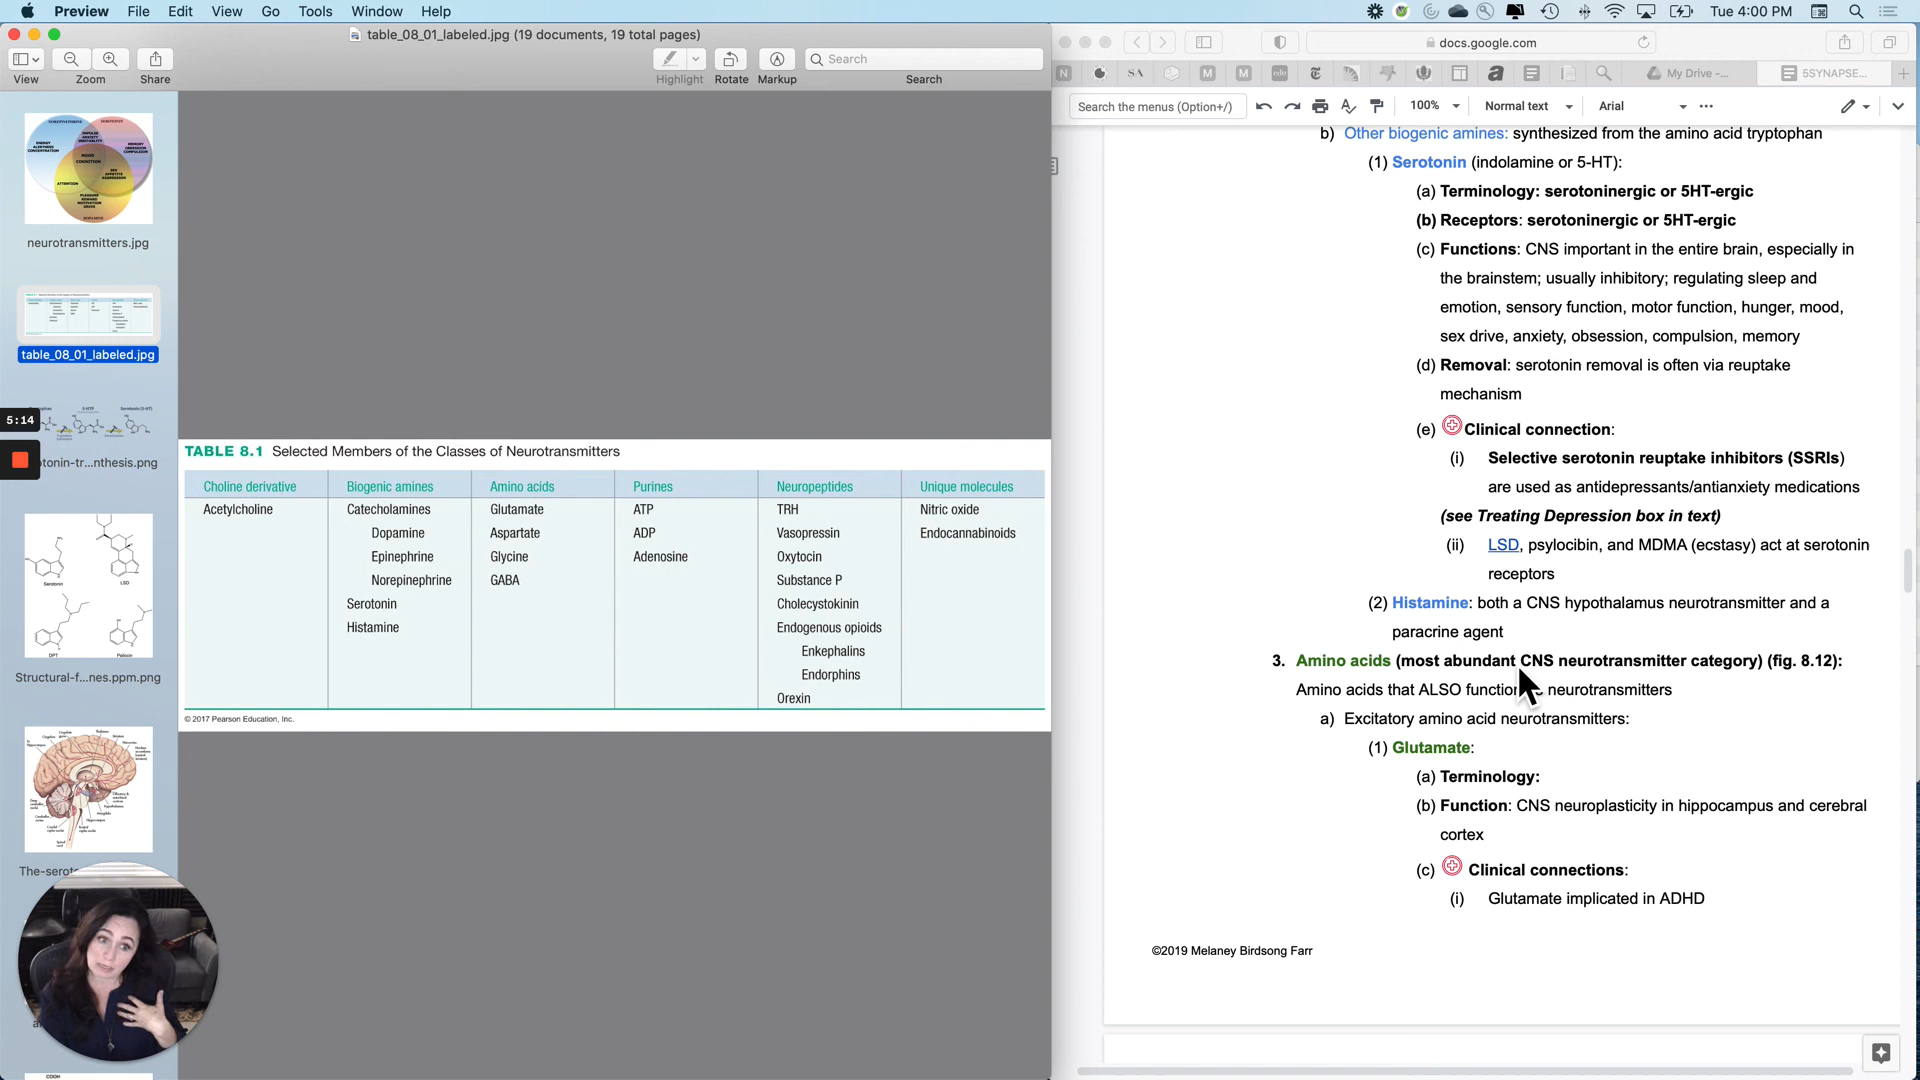 Preview File Edit View Go Tools Window Help
Tue 4:00 PM
table_08_01_labeled.jpg (19 documents, 19 total pages)
View
Zoom
Share
Highlight
Rotate
Markup
Search
Search
neurotransmitters.jpg
table_08_01_labeled.jpg
5:14
otonin-tr...nthesis.png
Serotonin
LSD
DPT
Psilocin
Structural-f...nes.ppm.png
The-seroto
TABLE 8.1 Selected Members of the Classes of Neurotransmitters
Choline derivative Biogenic amines Amino acids Purines Neuropeptides Unique molecules
Acetylcholine Catecholamines Glutamate ATP TRH Nitric oxide
Dopamine Aspartate ADP Vasopressin Endocannabinoids
Epinephrine Glycine Adenosine Oxytocin
Norepinephrine GABA Substance P
Serotonin Cholecystokinin
Histamine Endogenous opioids
Enkephalins
Endorphins
Orexin
© 2017 Pearson Education, Inc.
docs.google.com
My Drive -...
5SYNAPSE...
Search the menus (Option+/) 100% Normal text Arial
b) Other biogenic amines: synthesized from the amino acid tryptophan
(1) Serotonin (indolamine or 5-HT):
(a) Terminology: serotoninergic or 5HT-ergic
(b) Receptors: serotoninergic or 5HT-ergic
(c) Functions: CNS important in the entire brain, especially in
the brainstem; usually inhibitory; regulating sleep and
emotion, sensory function, motor function, hunger, mood,
sex drive, anxiety, obsession, compulsion, memory
(d) Removal: serotonin removal is often via reuptake
mechanism
(e) Clinical connection:
(i) Selective serotonin reuptake inhibitors (SSRIs)
are used as antidepressants/antianxiety medications
(see Treating Depression box in text)
(ii) LSD, psylocibin, and MDMA (ecstasy) act at serotonin
receptors
(2) Histamine: both a CNS hypothalamus neurotransmitter and a
paracrine agent
3. Amino acids (most abundant CNS neurotransmitter category) (fig. 8.12):
Amino acids that ALSO function neurotransmitters
a) Excitatory amino acid neurotransmitters:
(1) Glutamate:
(a) Terminology:
(b) Function: CNS neuroplasticity in hippocampus and cerebral
cortex
(c) Clinical connections:
(i) Glutamate implicated in ADHD
©2019 Melaney Birdsong Farr